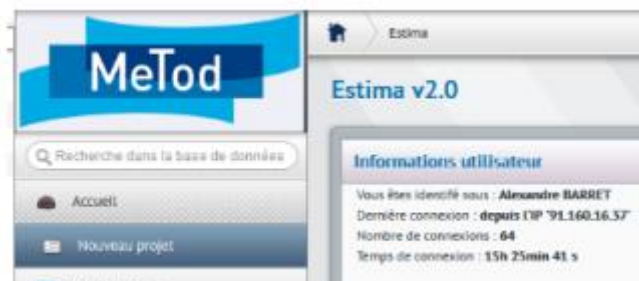 MeTod
Recherche dans la base de données
Accueil
Nouveau projet
Estima
Estima v2.0
Informations utilisateur
Vous êtes identifé sous : Alexandre BARRET
Dernière connexion : depuis l'IP "91.160.16.57"
Nombre de connexions : 64
Temps de connexion : 15h 25min 41 s